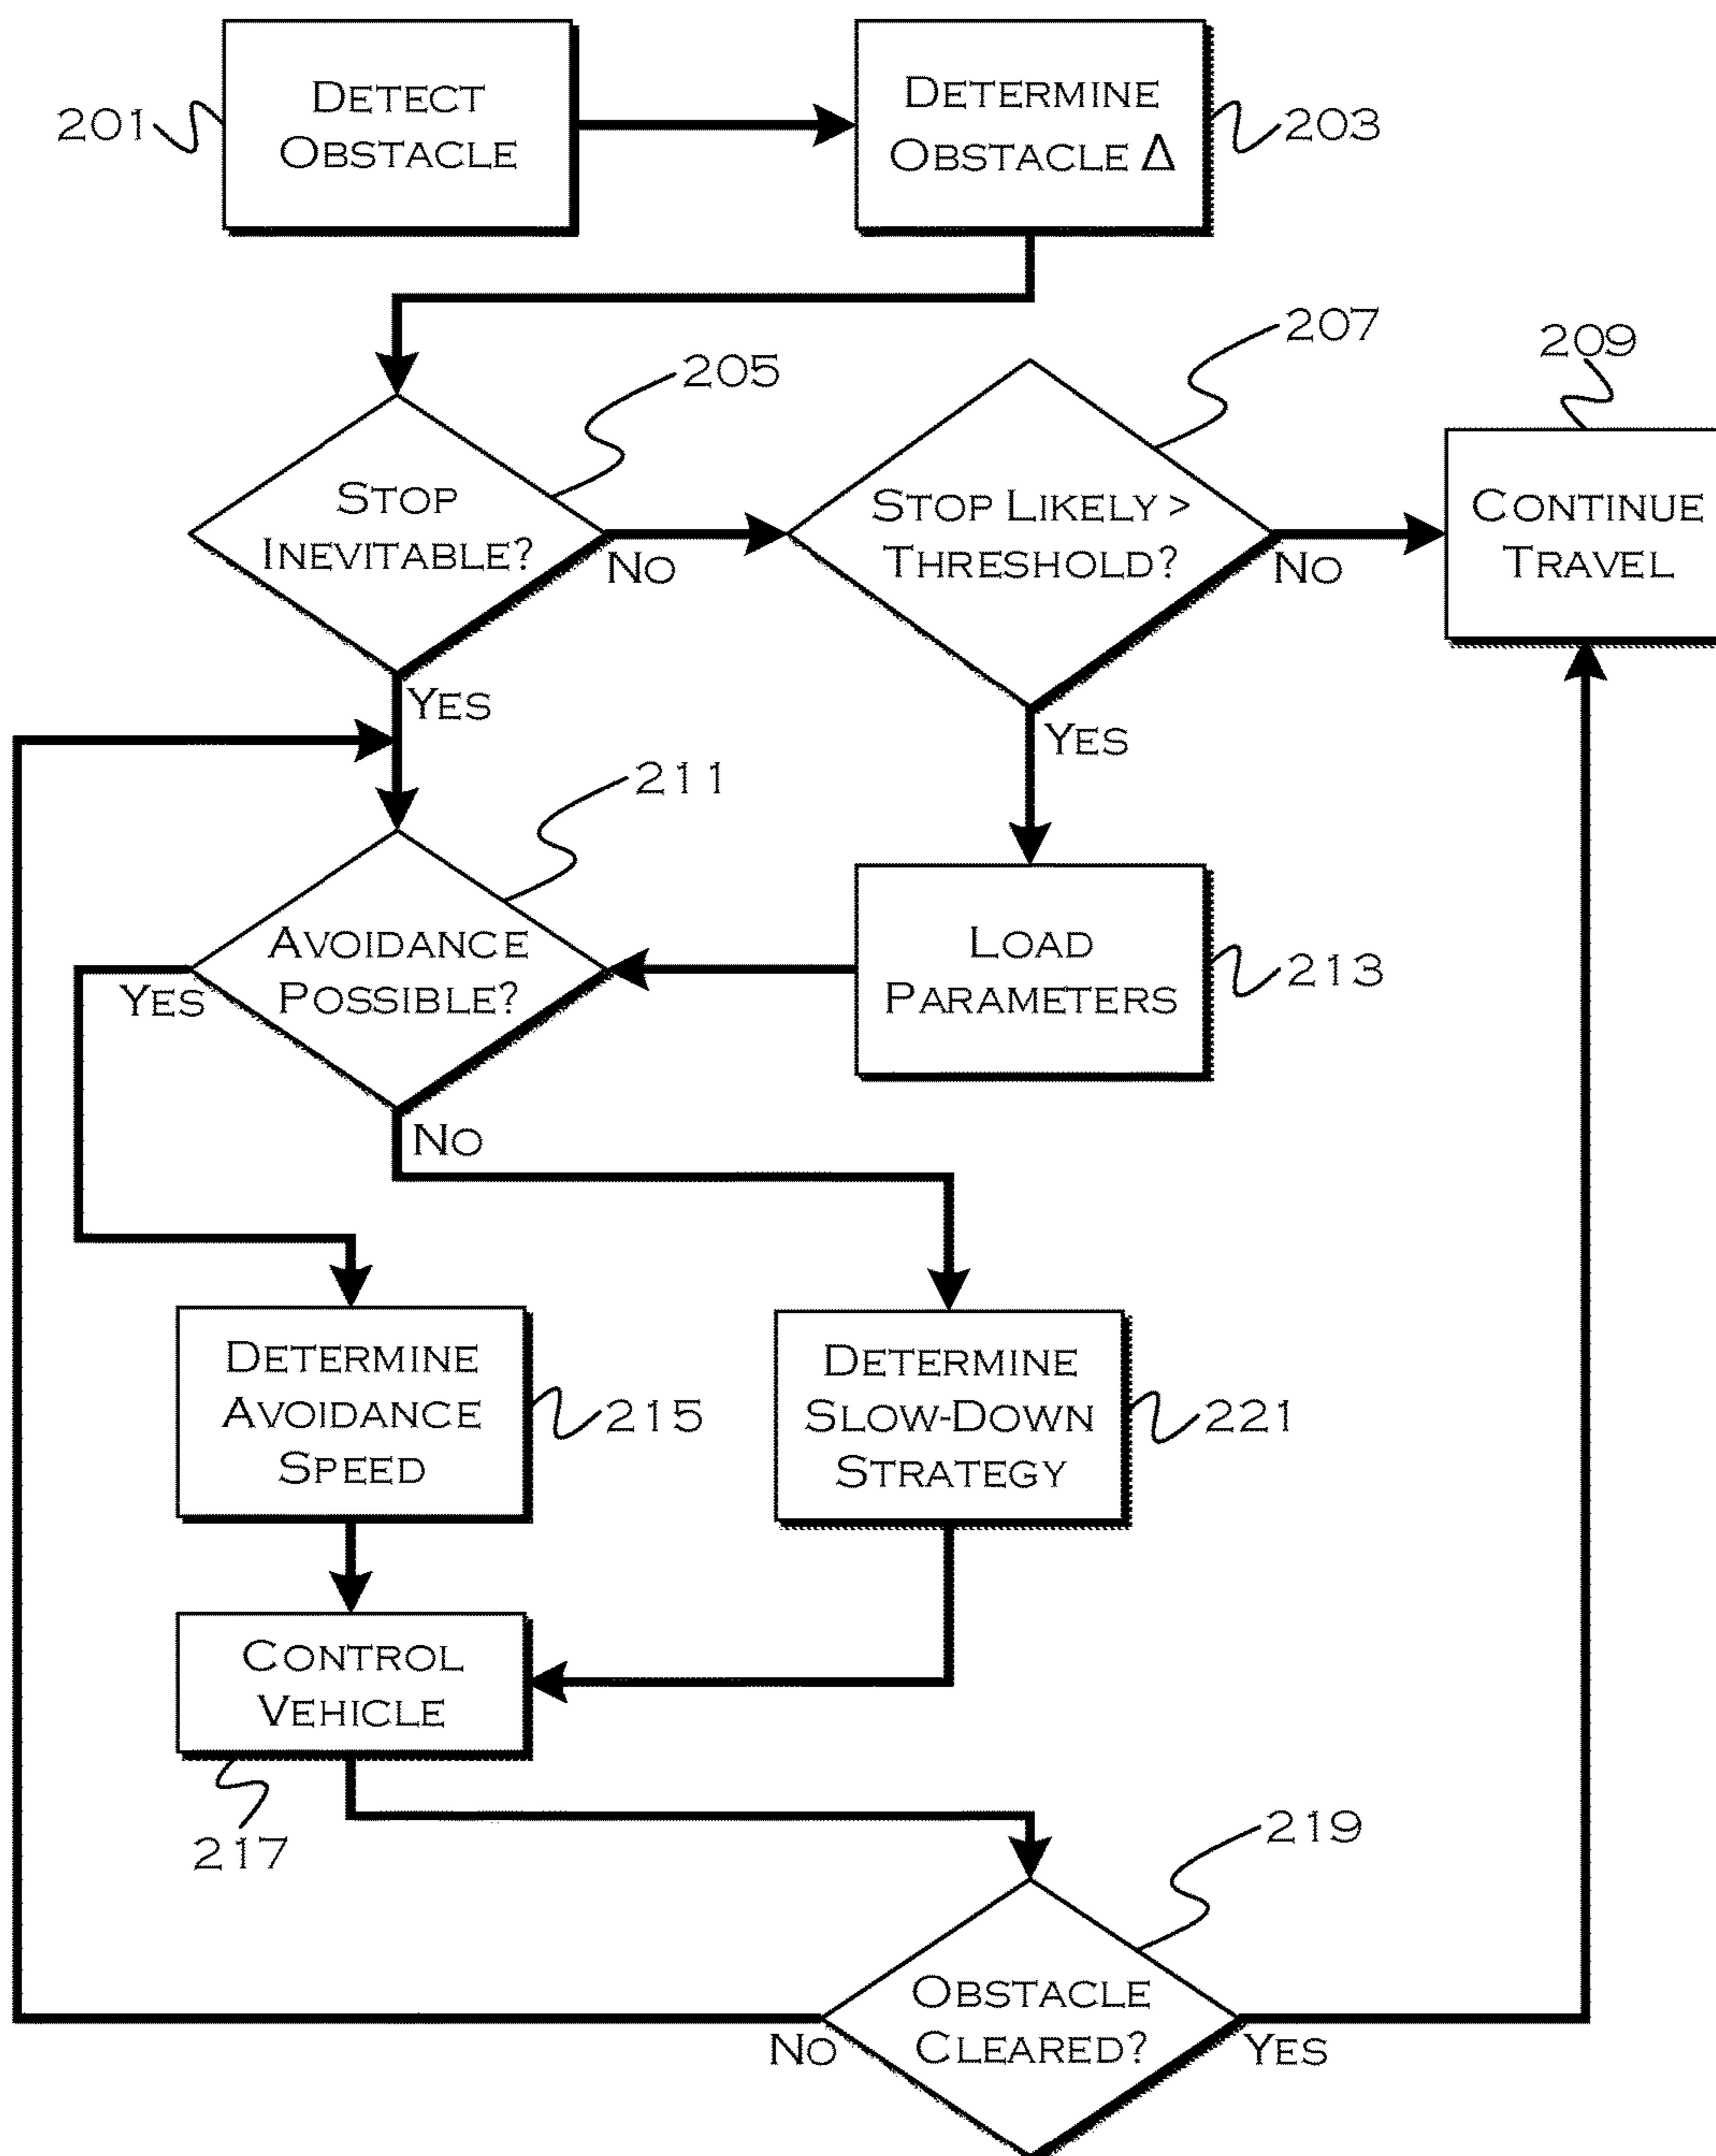 DETECT
OBSTACLE
201
DETERMINE
OBSTACLE Δ
203
STOP
INEVITABLE?
205
NO
YES
STOP LIKELY >
THRESHOLD?
207
NO
YES
CONTINUE
TRAVEL
209
AVOIDANCE
POSSIBLE?
211
YES
NO
LOAD
PARAMETERS
213
DETERMINE
AVOIDANCE
SPEED
215
DETERMINE
SLOW-DOWN
STRATEGY
221
CONTROL
VEHICLE
217
OBSTACLE
CLEARED?
219
NO
YES